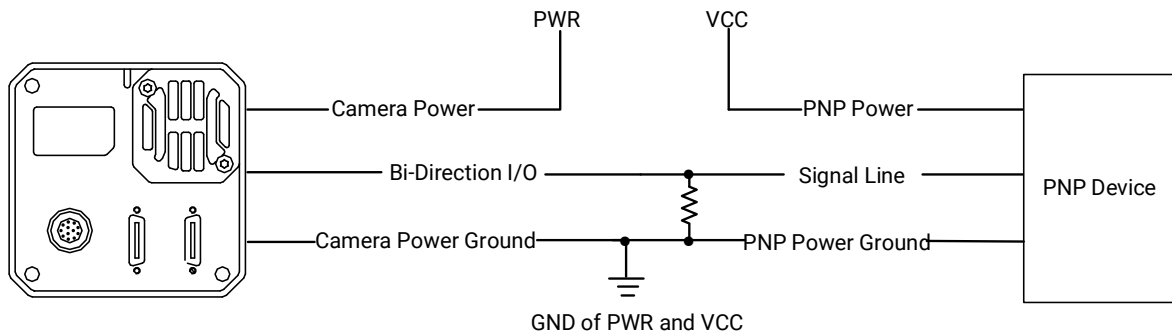 PWR
VCC
Camera Power
PNP Power
Bi-Direction I/O
Signal Line
PNP Device
Camera Power Ground
PNP Power Ground
GND of PWR and VCC